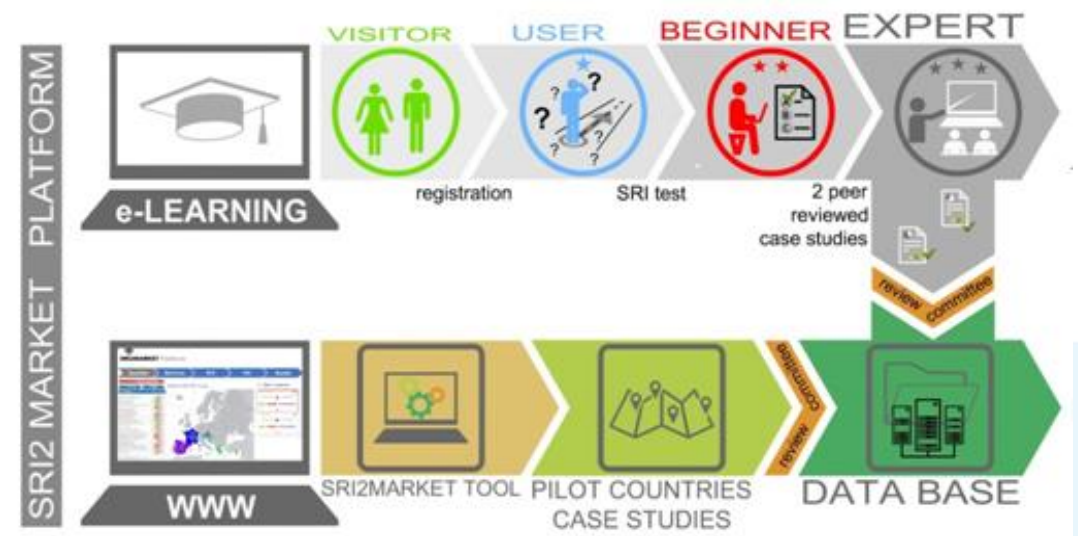 SRI2 MARKET PLATFORM
VISITOR
USER
BEGINNER
EXPERT
? ? ? ? ? ?
e-LEARNING
registration
SRI test
2 peer
reviewed
case studies
review committee
WWW
SRI2MARKET TOOL
PILOT COUNTRIES
CASE STUDIES
review committee
DATA BASE